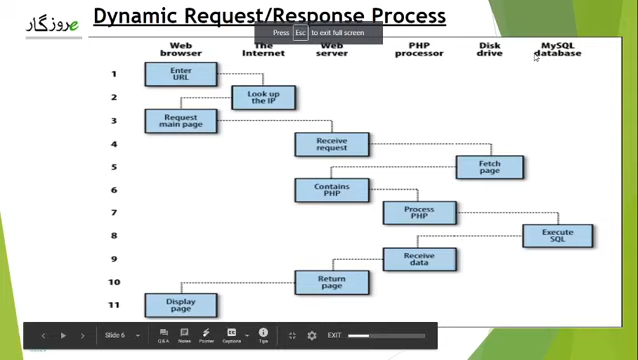 eروزگار
Dynamic Request/Response Process
Press Esc to exit full screen
Web browser
The Internet
Web server
PHP processor
Disk drive
MySQL database
1 Enter URL
2 Look up the IP
3 Request main page
4 Receive request
5 Fetch page
6 Contains PHP
7 Process PHP
8 Execute SQL
9 Receive data
10 Return page
11 Display page
Slide 6
Q & A
Notes
Pointer
Captions
Tips
EXIT